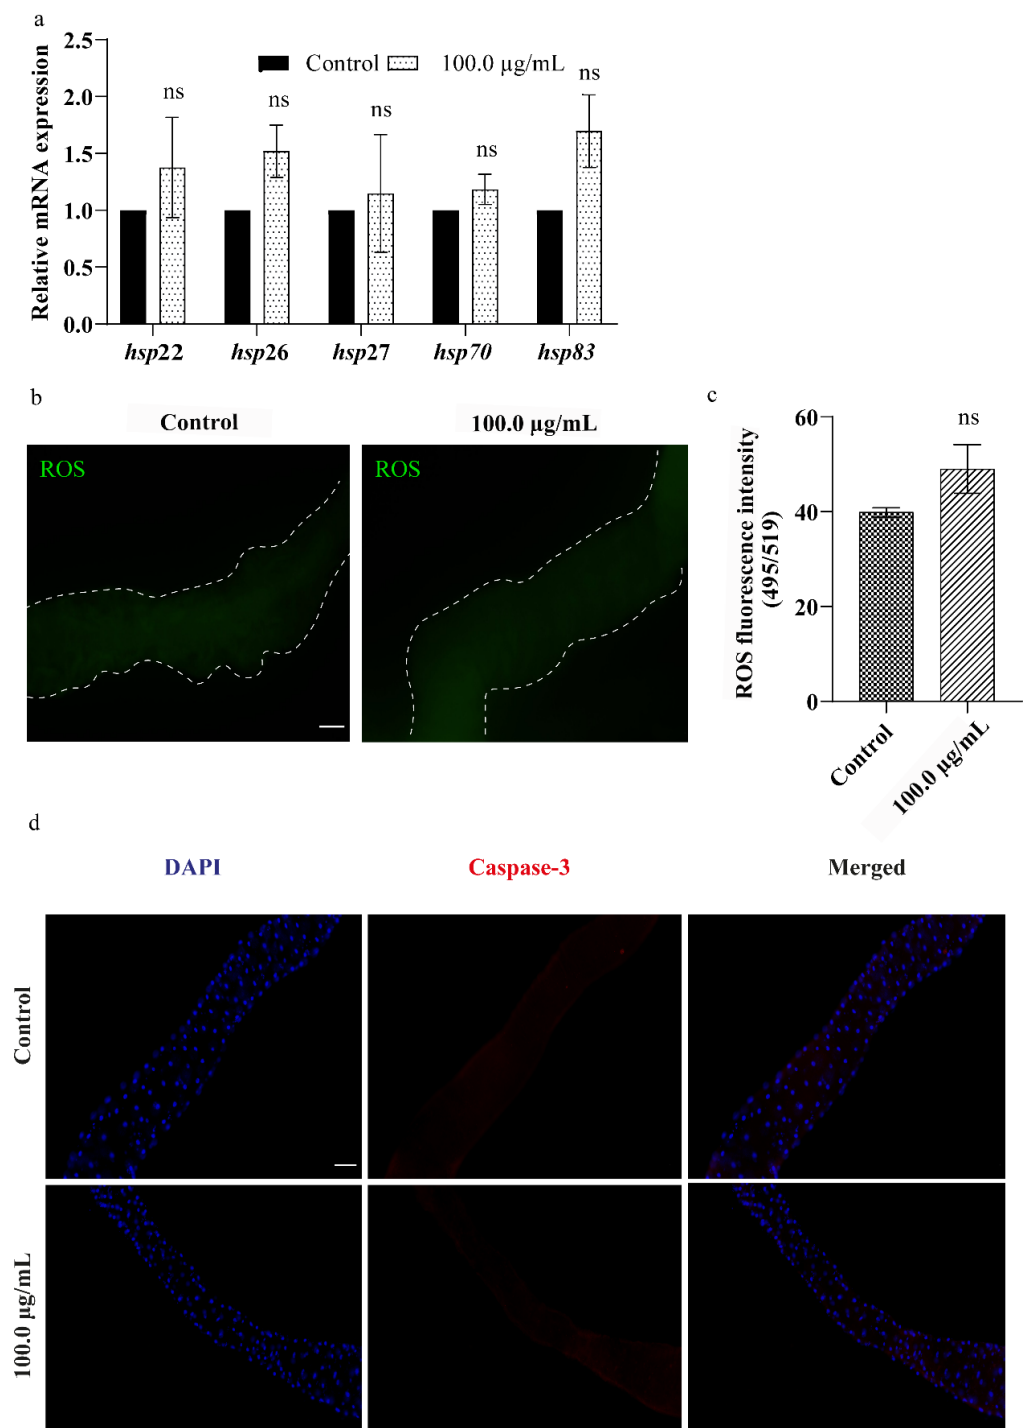 a
2.5
2.0
1.5
1.0
0.5
0.0
Relative mRNA expression
Control 100.0 µg/mL
ns
ns
ns
ns
ns
hsp22 hsp26 hsp27 hsp70 hsp83
b
Control 100.0 µg/mL
ROS ROS
c
60
40
20
0
ROS fluorescence intensity
(495/519)
ns
Control
100.0 µg/mL
d
DAPI Caspase-3 Merged
Control
100.0 µg/mL